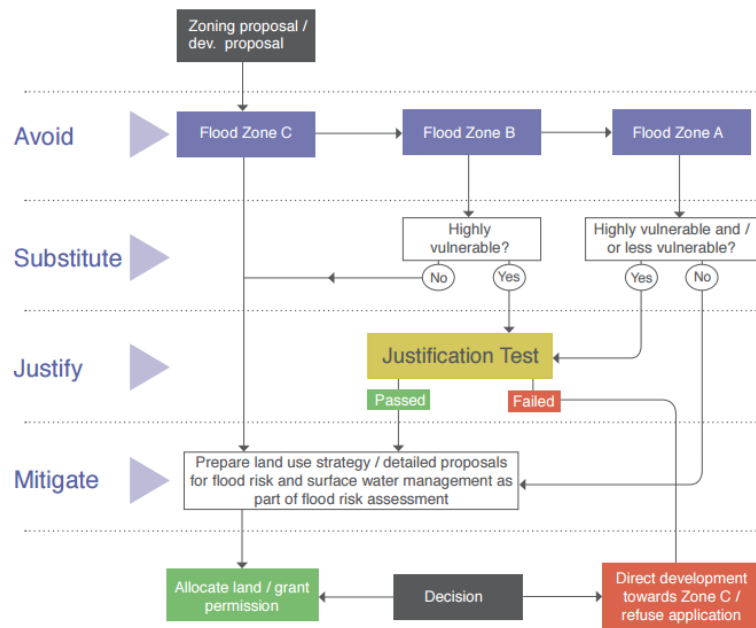 Zoning proposal /
dev. proposal
Avoid
Flood Zone C
Flood Zone B
Flood Zone A
Substitute
Highly
vulnerable?
No
Yes
Highly vulnerable and /
or less vulnerable?
Yes
No
Justify
Justification Test
Passed
Failed
Mitigate
Prepare land use strategy / detailed proposals
for flood risk and surface water management as
part of flood risk assessment
Allocate land / grant
permission
Decision
Direct development
towards Zone C /
refuse application